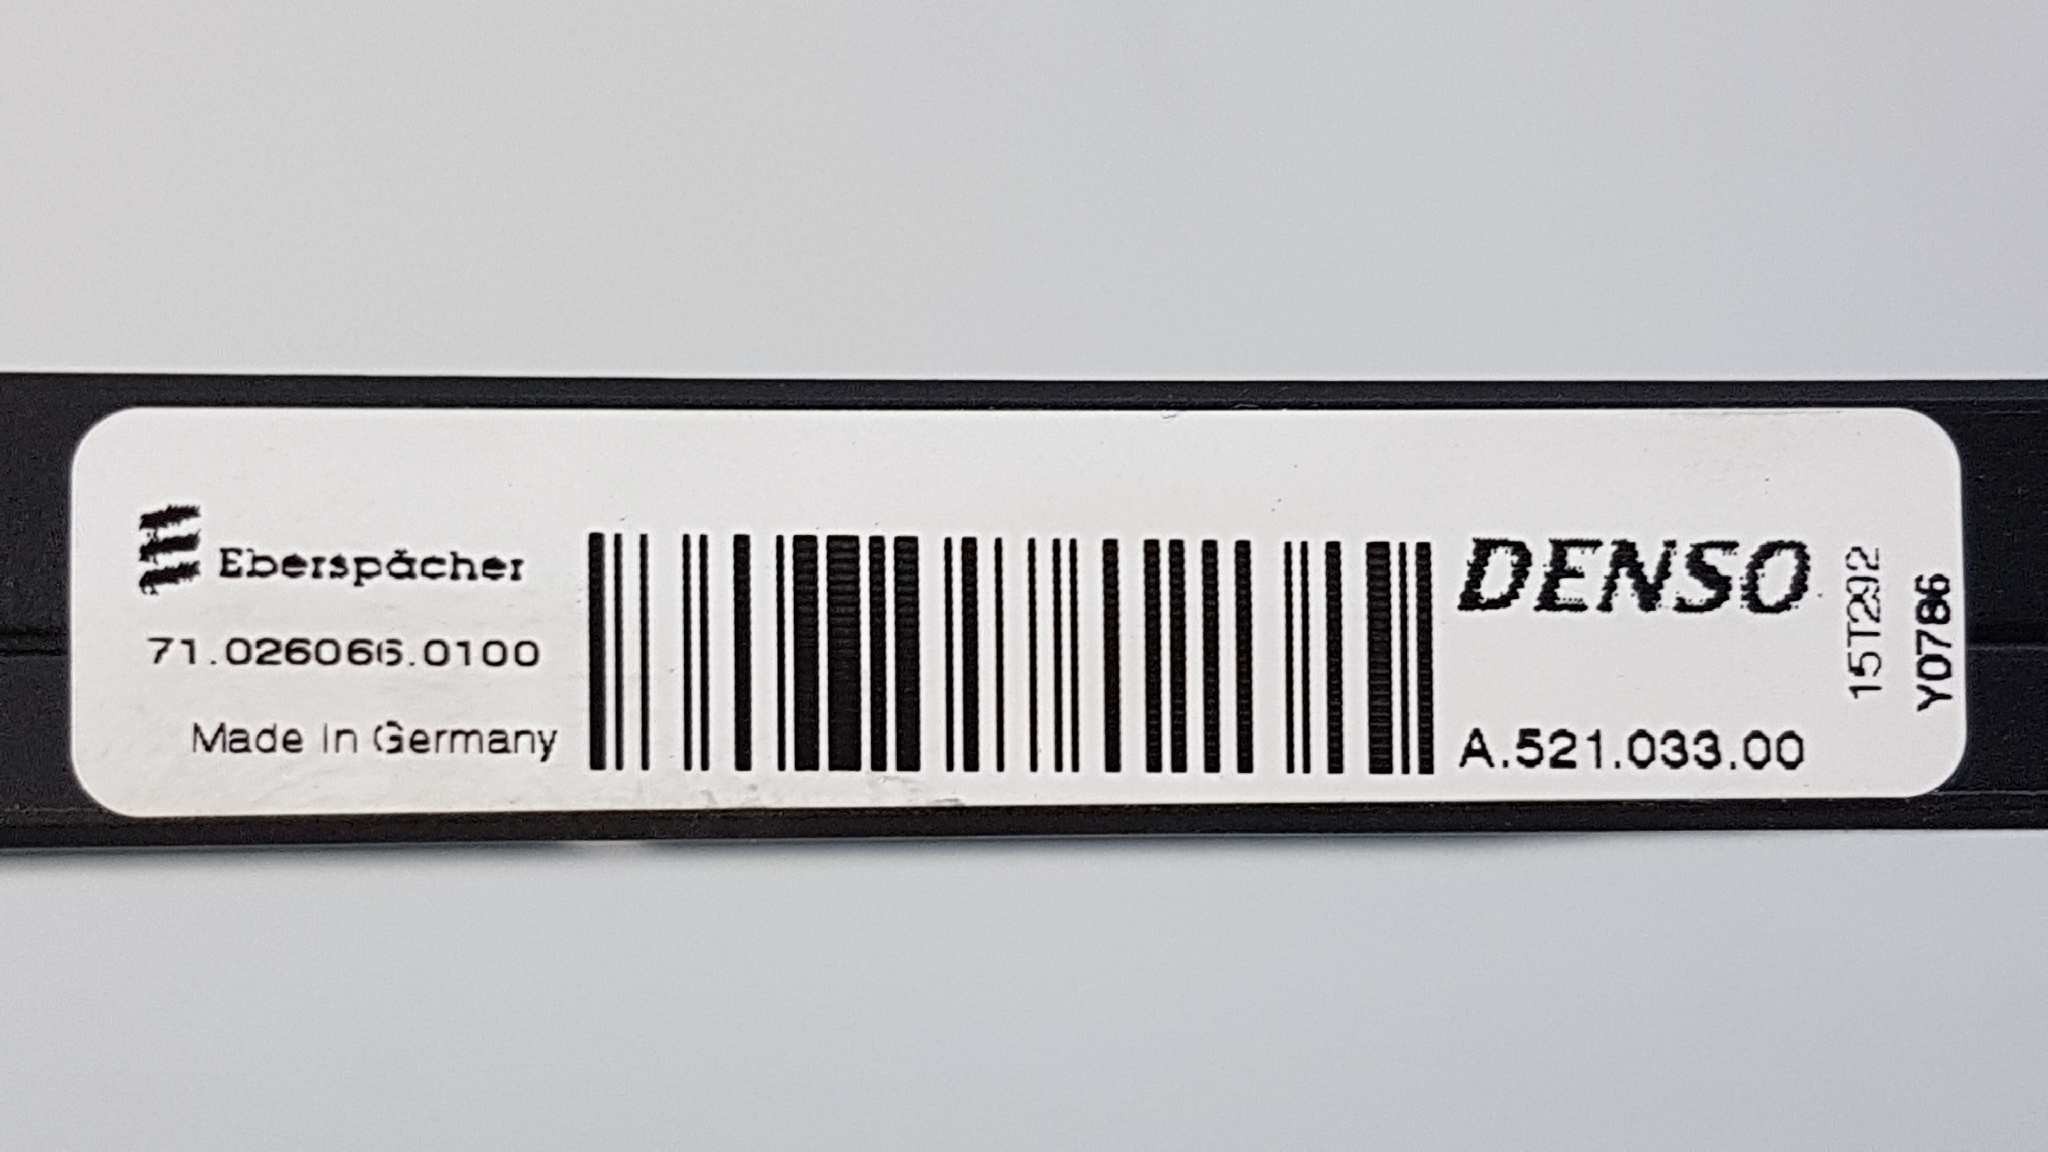 Eberspächer
71.026066.0100
Made In Germany
DENSO
A.521.033.00
15T292
Y0786